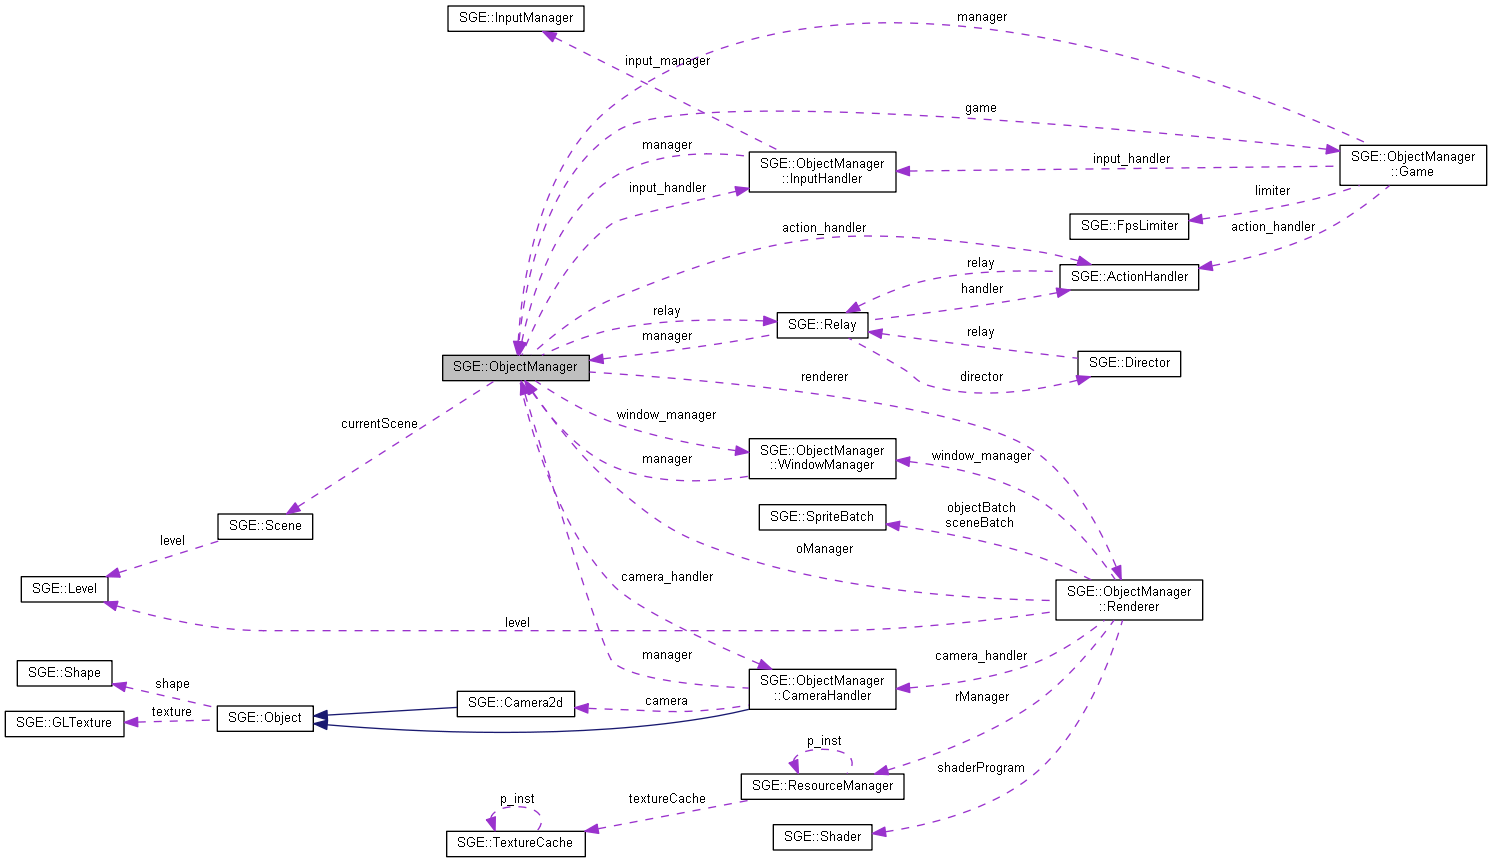 SGE::InputManager
manager
input_manager
game
manager
SGE::ObjectManager
::InputHandler
input_handler
SGE::ObjectManager
::Game
input_handler
limiter
SGE::FpsLimiter
action_handler
action_handler
relay
SGE::ActionHandler
handler
relay
SGE::Relay
manager
relay
SGE::Director
SGE::ObjectManager
renderer
director
currentScene
window_manager
SGE::ObjectManager
::WindowManager
manager
window_manager
SGE::SpriteBatch
objectBatch
sceneBatch
SGE::Scene
level
oManager
SGE::Level
camera_handler
SGE::ObjectManager
::Renderer
level
manager
camera_handler
SGE::Shape
shape
SGE::ObjectManager
::CameraHandler
rManager
texture
SGE::GLTexture
SGE::Object
SGE::Camera2d
camera
p_inst
shaderProgram
SGE::ResourceManager
p_inst
textureCache
SGE::TextureCache
SGE::Shader